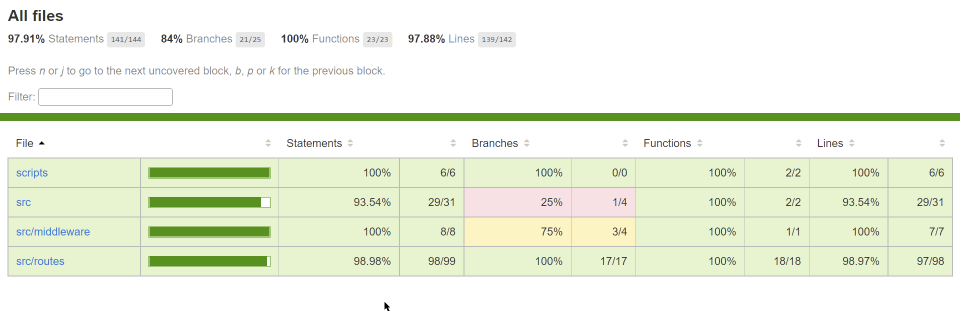 All files
97.91% Statements 141/144 84% Branches 21/25 100% Functions 23/23 97.88% Lines 139/142
Press n or j to go to the next uncovered block, b, p or k for the previous block.
Filter:
File Statements Branches Functions Lines
scripts 100% 6/6 100% 0/0 100% 2/2 100% 6/6
src 93.54% 29/31 25% 1/4 100% 2/2 93.54% 29/31
src/middleware 100% 8/8 75% 3/4 100% 1/1 100% 7/7
src/routes 98.98% 98/99 100% 17/17 100% 18/18 98.97% 97/98